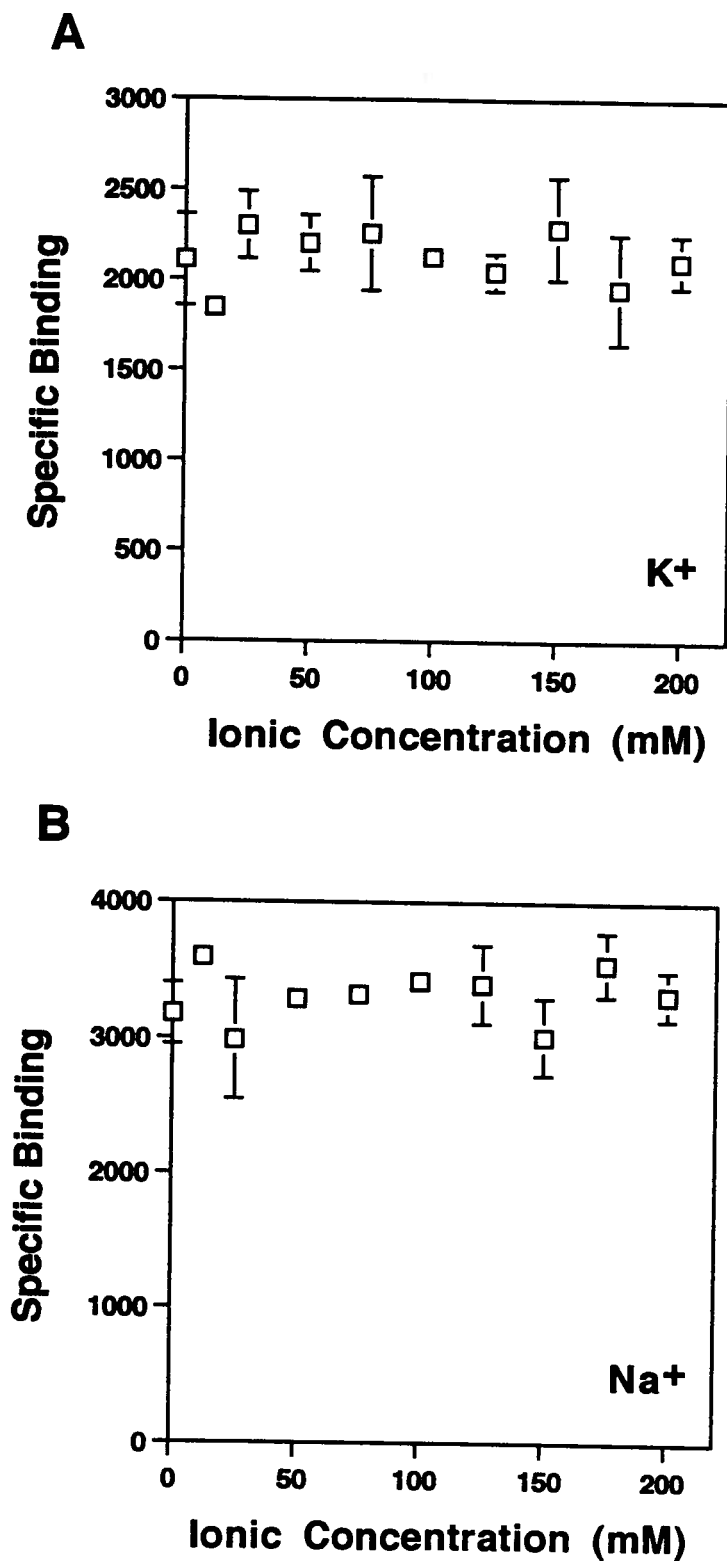 A
3000
2500
2000
1500
1000
500
0
Specific Binding
K+
0 50 100 150 200
Ionic Concentration (mM)
B
4000
3000
2000
1000
0
Specific Binding
Na+
0 50 100 150 200
Ionic Concentration (mM)